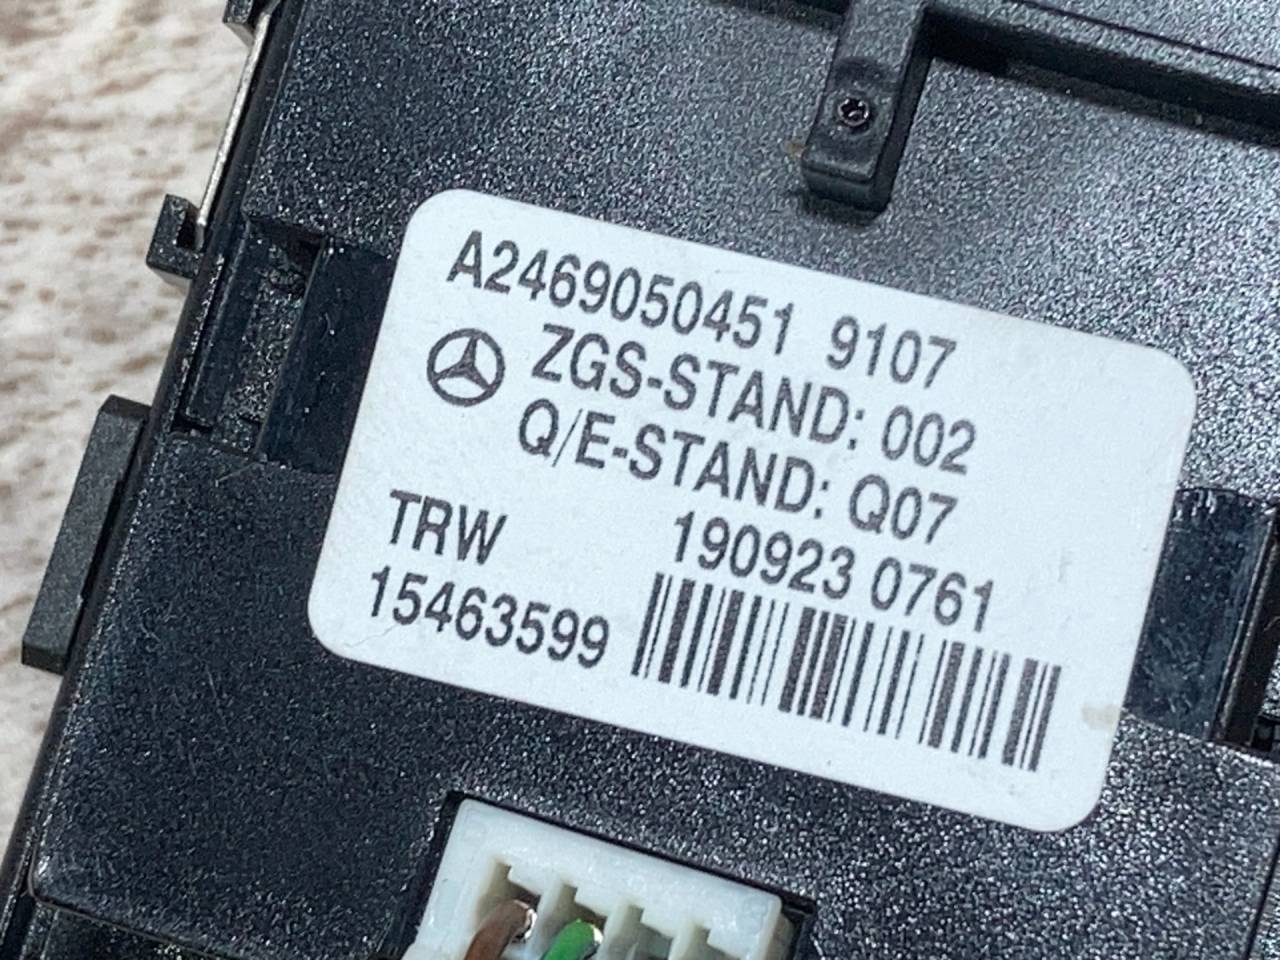 A2469050451 9107
ZGS-STAND: 002
Q/E-STAND: Q07
TRW 190923 0761
15463599